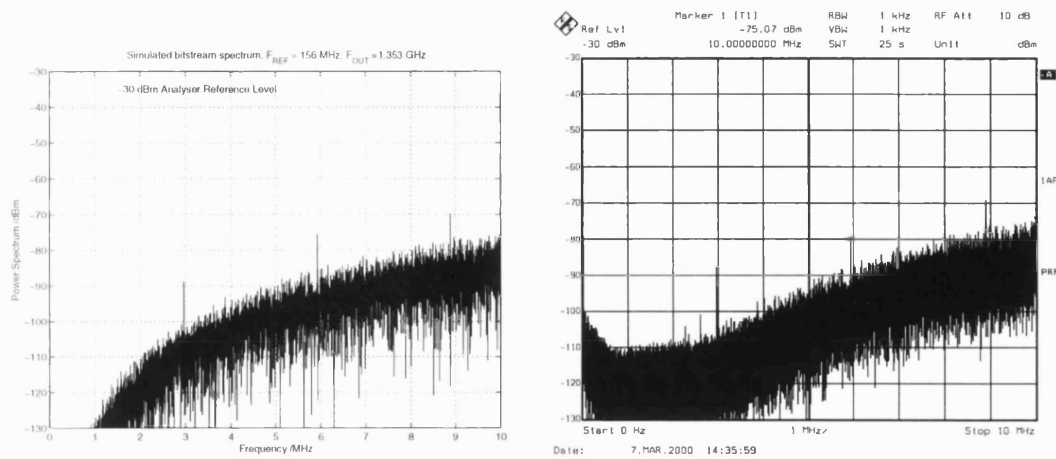 Simulated bitstream spectrum, F_REF = 156 MHz, F_OUT = 1.353 GHz
-30 dBm Analyser Reference Level
Power Spectrum /dBm
-30
-40
-50
-60
-70
-80
-90
-100
-110
-120
-130
0 1 2 3 4 5 6 7 8 9 10
Frequency /MHz
Marker 1 [T1] RBW 1 kHz RF Att 10 dB
Ref Lvl -75.07 dBm VBW 1 kHz
-30 dBm 10.00000000 MHz SWT 25 s Unit dBm
-30
-40
-50
-60
-70
-80
-90
-100
-110
-120
-130
A
1AP
Start 0 Hz 1 MHz/ Stop 10 MHz
Date: 7.MAR.2000 14:35:59